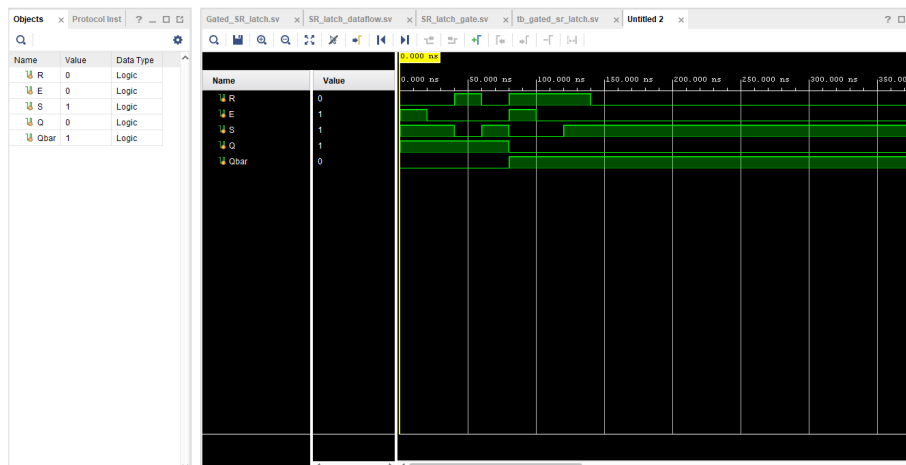 Objects × Protocol Inst ? _ □
Name Value Data Type
R 0 Logic
E 0 Logic
S 1 Logic
Q 0 Logic
Qbar 1 Logic
Gated_SR_latch.sv × SR_latch_dataflow.sv × SR_latch_gate.sv × tb_gated_sr_latch.sv × Untitled 2 × ? □
0.000 ns
Name Value
0.000 ns 50.000 ns 100.000 ns 150.000 ns 200.000 ns 250.000 ns 300.000 ns 350.00
R 0
E 1
S 1
Q 1
Qbar 0